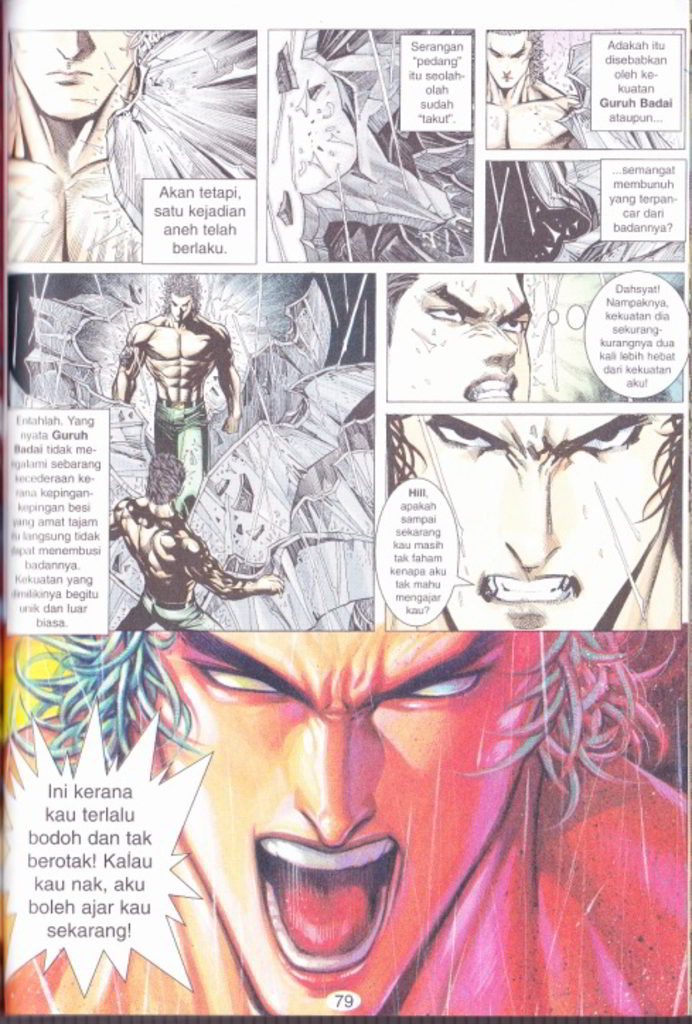 Akan tetapi,
satu kejadian
aneh telah
berlaku.
Serangan
"pedang"
itu seolah-
olah
sudah
"takut".
Adakah itu
disebabkan
oleh ke-
kuatan
Guruh Badai
ataupun...
...semangat
membunuh
yang terpan-
car dari
badannya?
Entahlah. Yang
nyata Guruh
Badai tidak me-
ngalami sebarang
kecederaan ke-
rana kepingan-
kepingan besi
yang amat tajam
itu langsung tidak
dapat menembusi
badannya.
Kekuatan yang
dimilikinya begitu
unik dan luar
biasa.
Dahsyat!
Nampaknya,
kekuatan dia
sekurang-
kurangnya dua
kali lebih hebat
dari kekuatan
aku!
Hill,
apakah
sampai
sekarang
kau masih
tak faham
kenapa aku
tak mahu
mengajar
kau?
Ini kerana
kau terlalu
bodoh dan tak
berotak! Kalau
kau nak, aku
boleh ajar kau
sekarang!
79